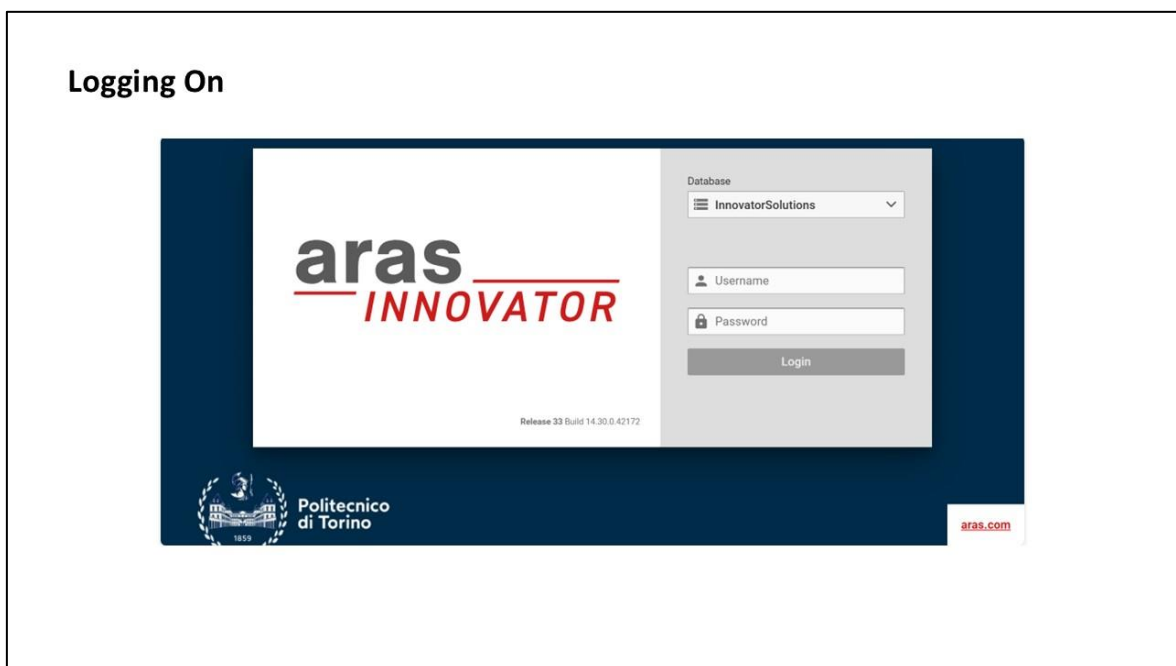 Logging On
aras
INNOVATOR
Release 33 Build 14.30.0.42172
Database
InnovatorSolutions
Username
Password
Login
1859
Politecnico
di Torino
aras.com